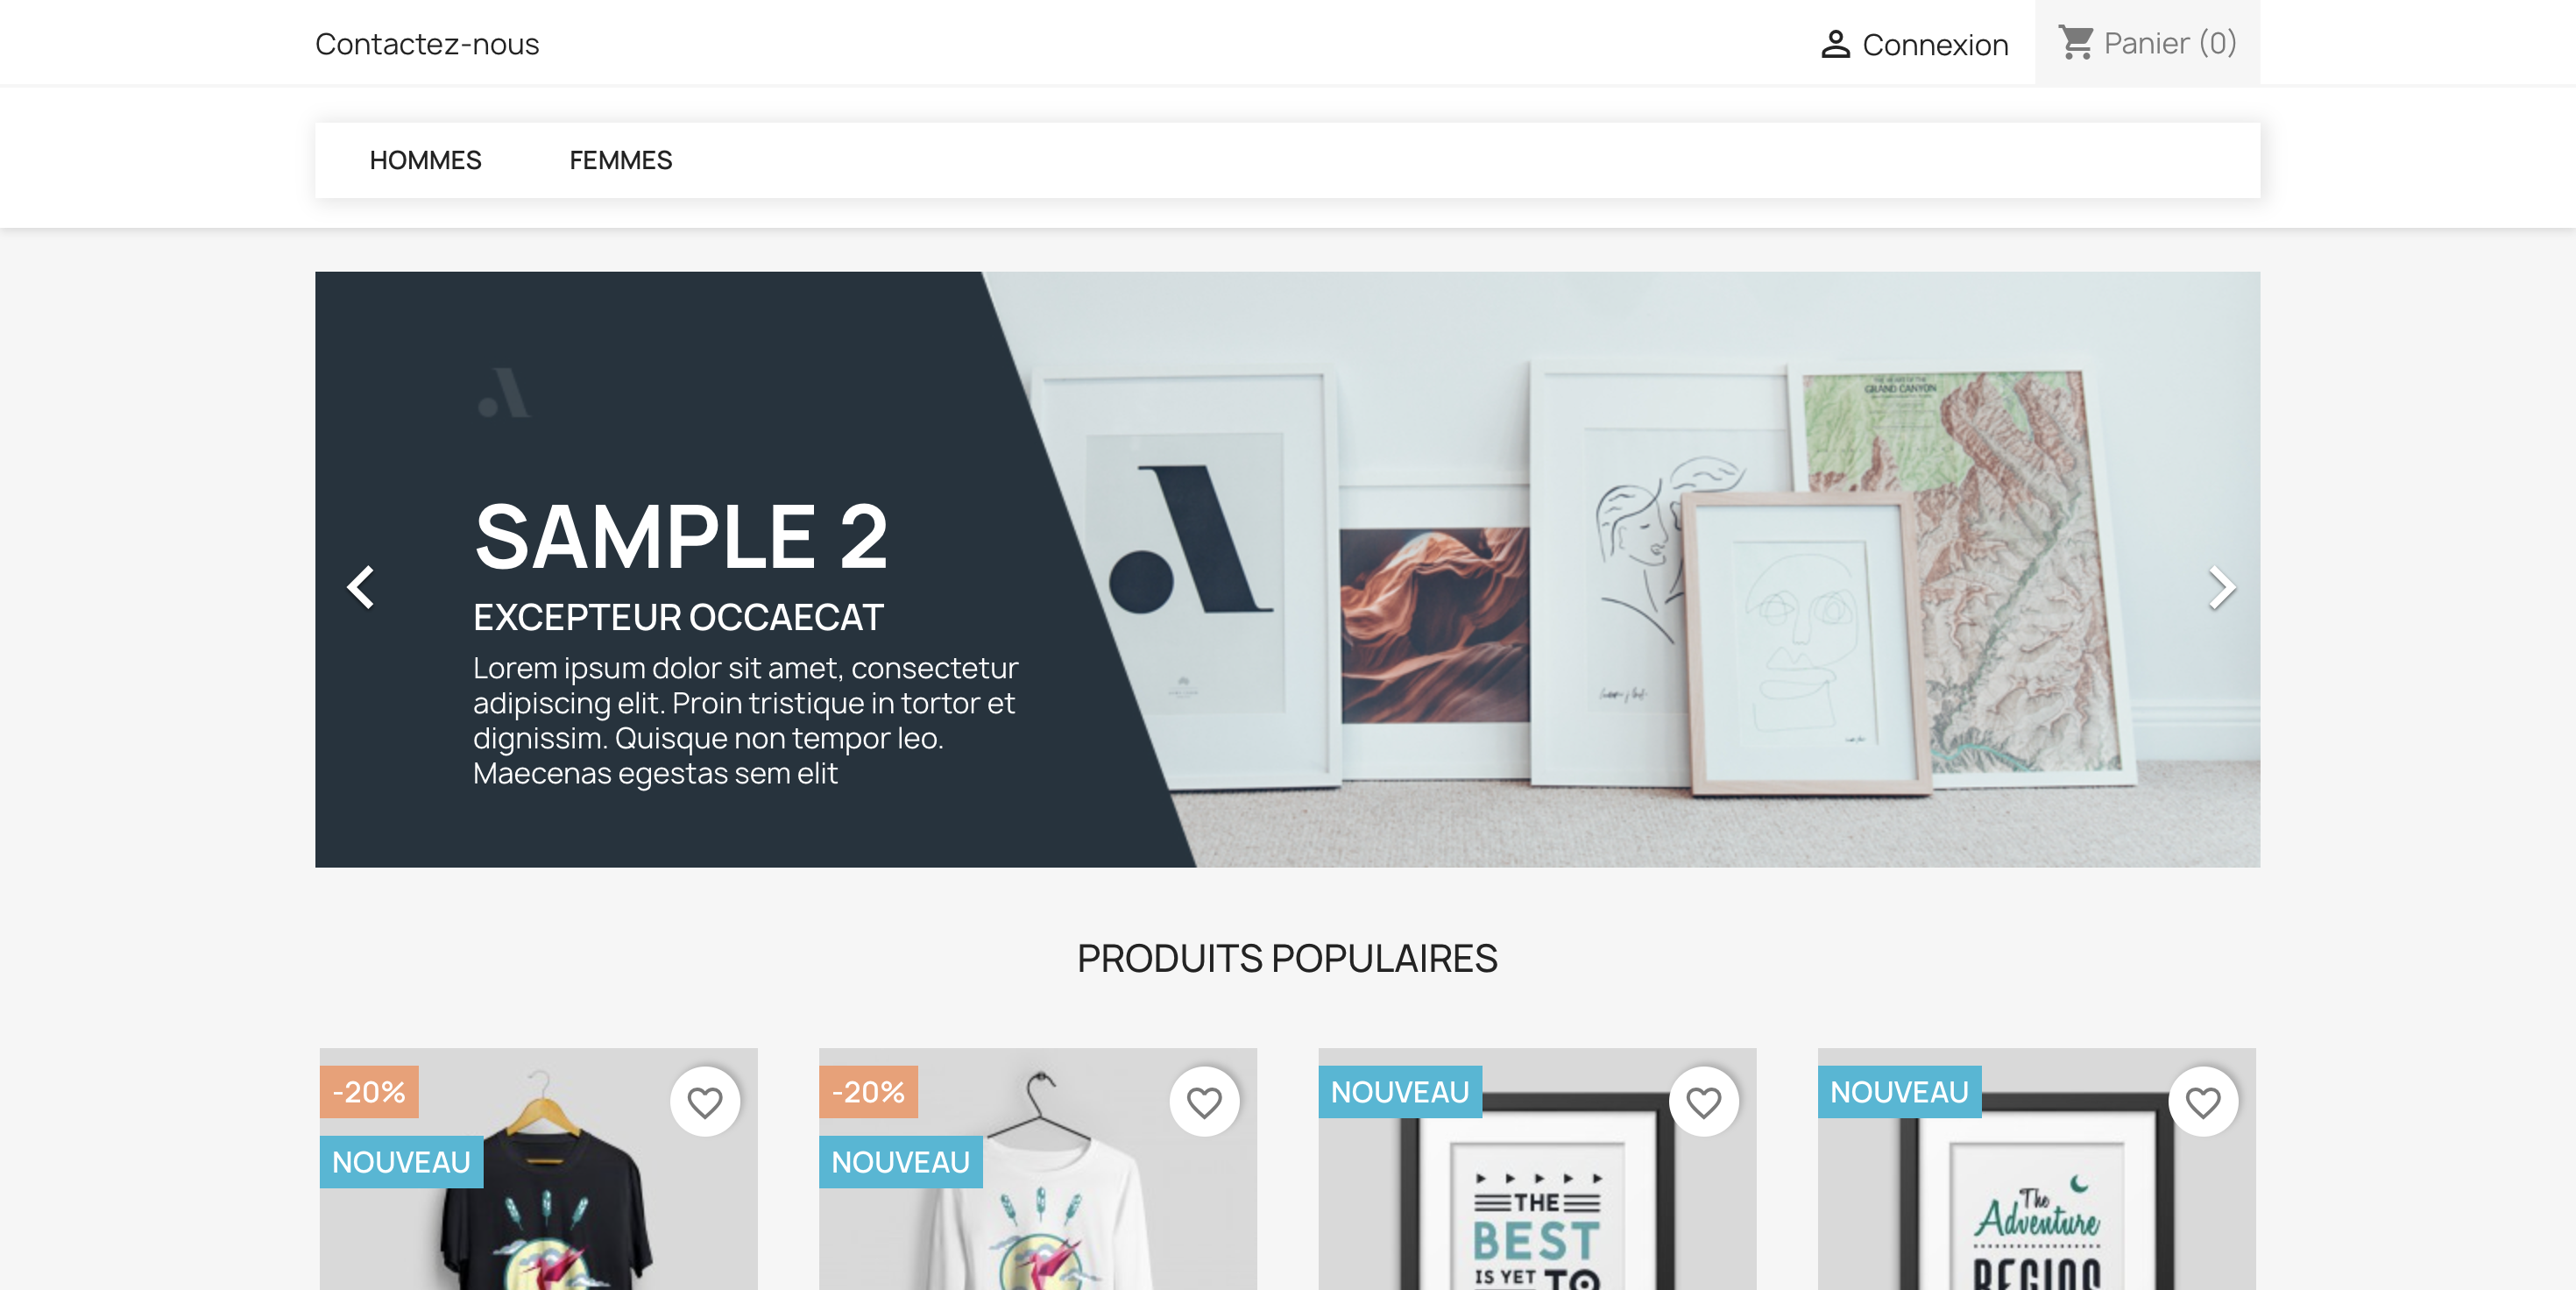 Contactez-nous
Connexion
Panier (0)
HOMMES
FEMMES
GRAND CANYON
SAMPLE 2
EXCEPTEUR OCCAECAT
Lorem ipsum dolor sit amet, consectetur
adipiscing elit. Proin tristique in tortor et
dignissim. Quisque non tempor leo.
Maecenas egestas sem elit
PRODUITS POPULAIRES
-20%
NOUVEAU
-20%
NOUVEAU
NOUVEAU
THE
BEST
IS YET TO
NOUVEAU
The
Adventure
BEGINS